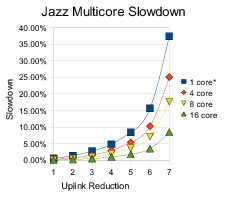 Jazz Multicore Slowdown
40.00%
35.00%
30.00%
25.00%
20.00%
15.00%
10.00%
5.00%
0.00%
Slowdown
1 2 3 4 5 6 7
Uplink Reduction
1 core*
4 core
8 core
16 core